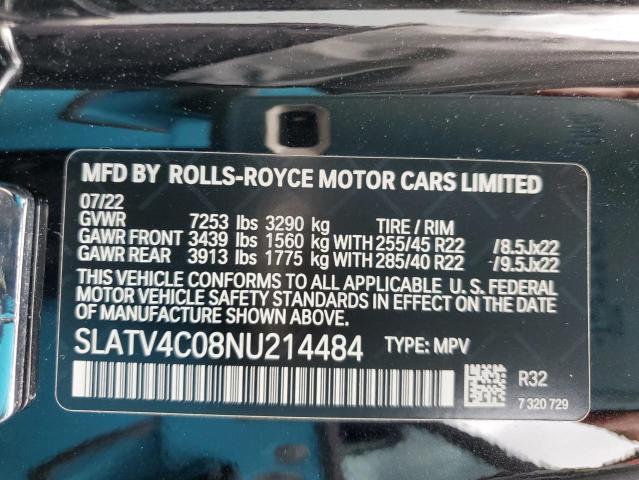 MFD BY ROLLS-ROYCE MOTOR CARS LIMITED
07/22
GVWR 7253 lbs 3290 kg TIRE / RIM
GAWR FRONT 3439 lbs 1560 kg WITH 255/45 R22 /8.5Jx22
GAWR REAR 3913 lbs 1775 kg WITH 285/40 R22 /9.5Jx22
THIS VEHICLE CONFORMS TO ALL APPLICABLE U. S. FEDERAL
MOTOR VEHICLE SAFETY STANDARDS IN EFFECT ON THE DATE
OF MANUFACTURE SHOWN ABOVE.
SLATV4C08NU214484 TYPE: MPV
R32
7 320 729